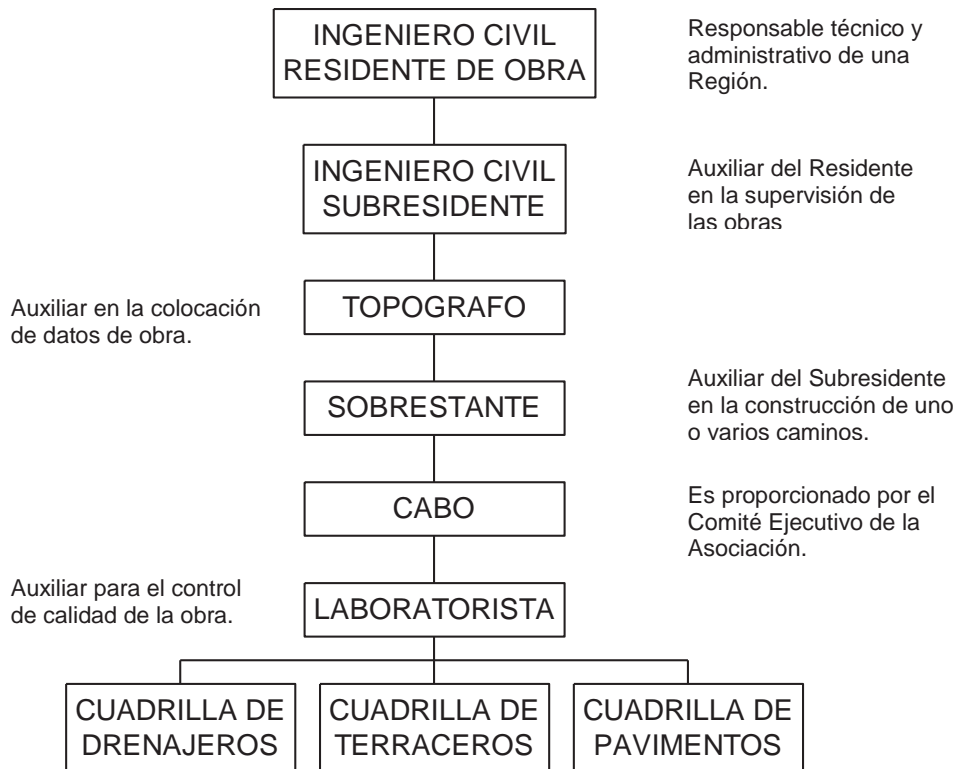 INGENIERO CIVIL
RESIDENTE DE OBRA
Responsable técnico y
administrativo de una
Región.
INGENIERO CIVIL
SUBRESIDENTE
Auxiliar del Residente
en la supervisión de
las obras
Auxiliar en la colocación
de datos de obra.
TOPOGRAFO
SOBRESTANTE
Auxiliar del Subresidente
en la construcción de uno
o varios caminos.
CABO
Es proporcionado por el
Comité Ejecutivo de la
Asociación.
Auxiliar para el control
de calidad de la obra.
LABORATORISTA
CUADRILLA DE
DRENAJEROS
CUADRILLA DE
TERRACEROS
CUADRILLA DE
PAVIMENTOS